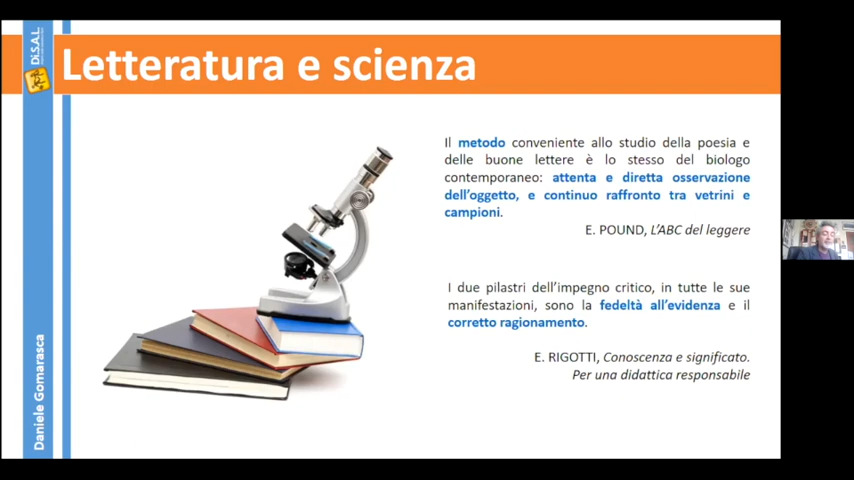 Di.S.A.L.
Letteratura e scienza
Il metodo conveniente allo studio della poesia e
delle buone lettere è lo stesso del biologo
contemporaneo: attenta e diretta osservazione
dell'oggetto, e continuo raffronto tra vetrini e
campioni.
E. POUND, L'ABC del leggere
I due pilastri dell'impegno critico, in tutte le sue
manifestazioni, sono la fedeltà all'evidenza e il
corretto ragionamento.
E. RIGOTTI, Conoscenza e significato.
Per una didattica responsabile
Daniele Gomarasca